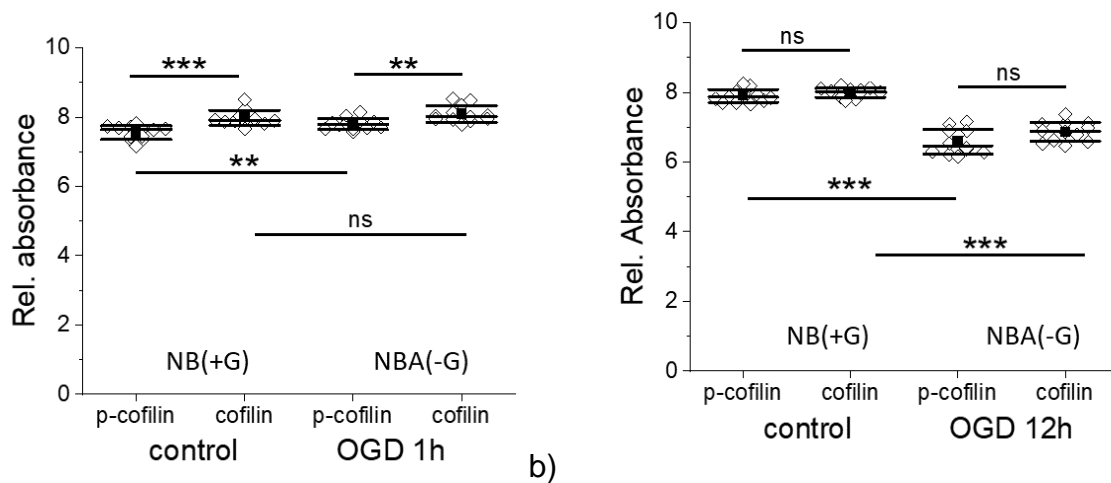 10
8
6
4
2
0
Rel. absorbance
***
**
**
ns
NB(+G)
NBA(-G)
p-cofilin
cofilin
p-cofilin
cofilin
control
OGD 1h
b)
10
8
6
4
2
0
Rel. Absorbance
ns
ns
***
***
NB(+G)
NBA(-G)
p-cofilin
cofilin
p-cofilin
cofilin
control
OGD 12h